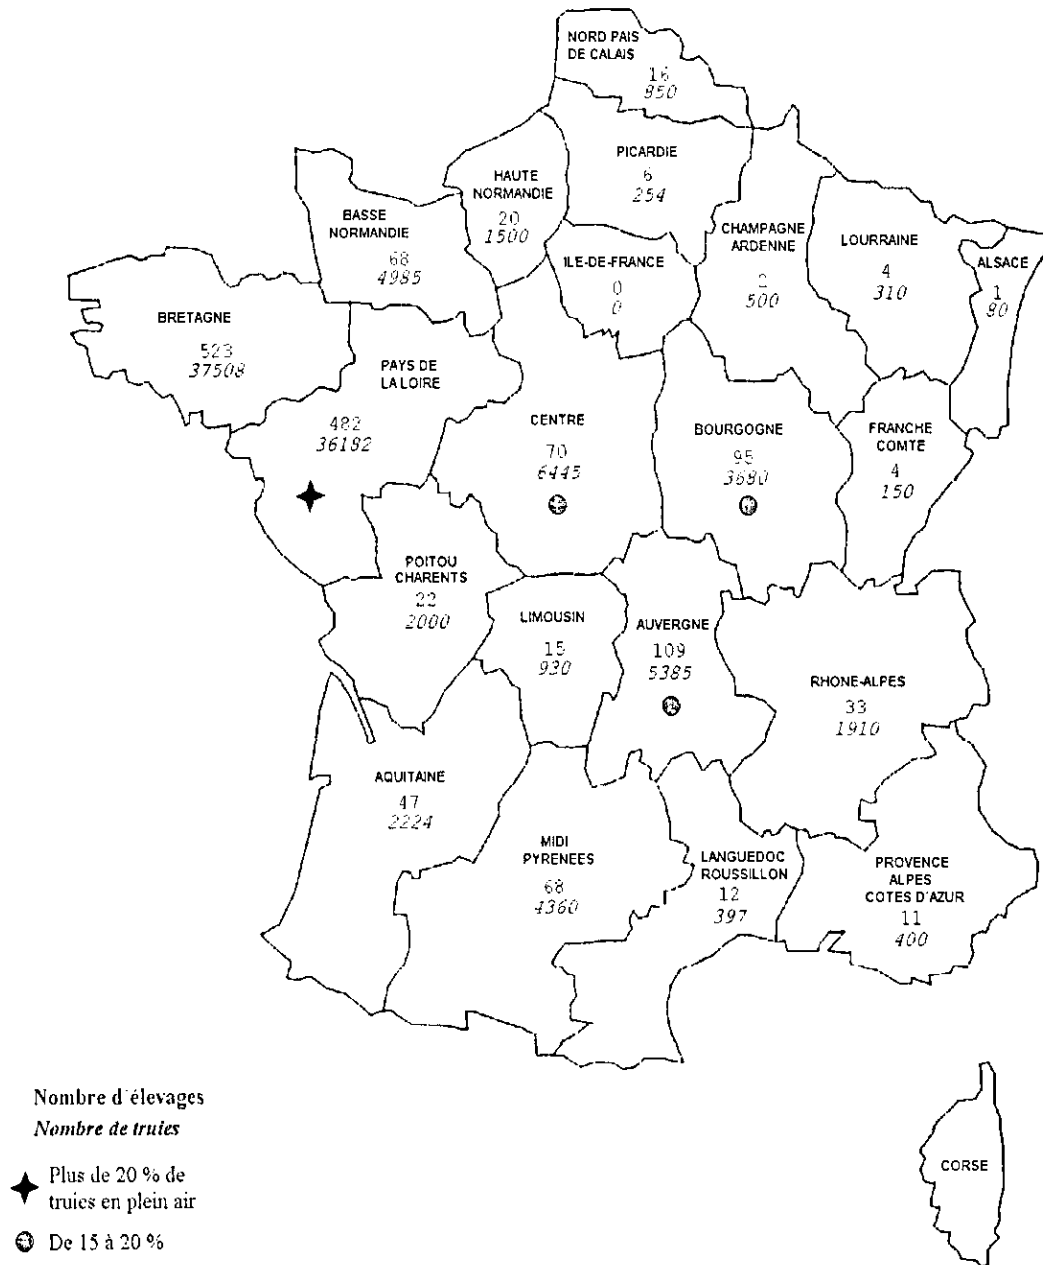 NORD PAIS
DE CALAIS
16
850
PICARDIE
6
254
HAUTE
NORMANDIE
20
1500
BASSE
NORMANDIE
68
4985
CHAMPAGNE
ARDENNE
2
500
LOURRAINE
4
310
ALSACE
1
80
ILE-DE-FRANCE
0
0
BRETAGNE
523
37508
PAYS DE
LA LOIRE
482
36182
CENTRE
70
6445
BOURGOGNE
95
3680
FRANCHE
COMTE
4
150
POITOU
CHARENTS
22
2000
LIMOUSIN
15
930
AUVERGNE
109
5385
RHONE-ALPES
33
1910
AQUITAINE
47
2224
MIDI
PYRENEES
68
4360
LANGUEDOC
ROUSSILLON
12
397
PROVENCE
ALPES
COTES D'AZUR
11
400
CORSE
Nombre d'élevages
Nombre de truies
Plus de 20 % de
truies en plein air
De 15 à 20 %